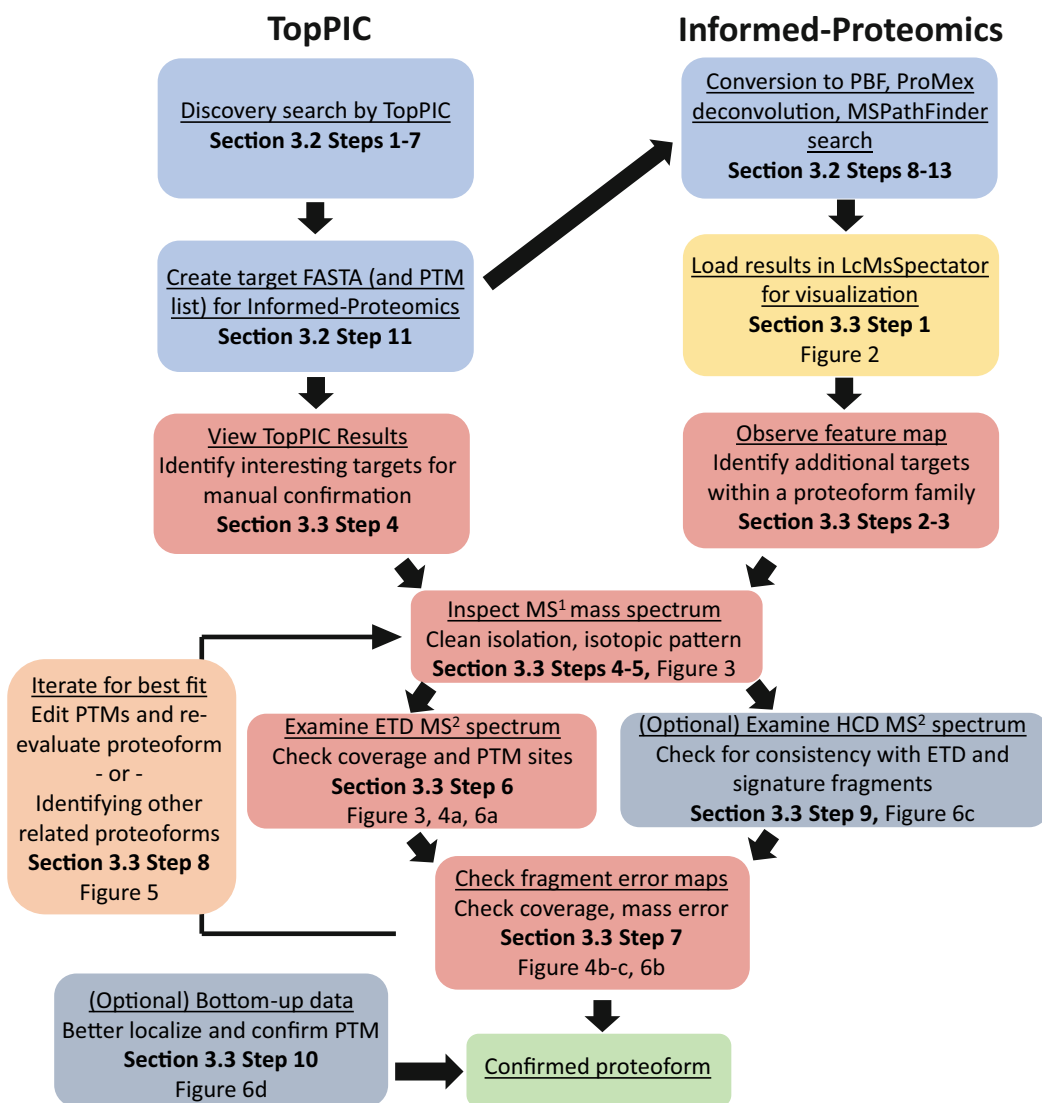 TopPIC
Informed-Proteomics
Discovery search by TopPIC
Section 3.2 Steps 1-7
Conversion to PBF, ProMex
deconvolution, MSPathFinder
search
Section 3.2 Steps 8-13
Create target FASTA (and PTM
list) for Informed-Proteomics
Section 3.2 Step 11
Load results in LcMsSpectator
for visualization
Section 3.3 Step 1
Figure 2
View TopPIC Results
Identify interesting targets for
manual confirmation
Section 3.3 Step 4
Observe feature map
Identify additional targets
within a proteoform family
Section 3.3 Steps 2-3
Inspect MS¹ mass spectrum
Clean isolation, isotopic pattern
Section 3.3 Steps 4-5, Figure 3
Iterate for best fit
Edit PTMs and re-
evaluate proteoform
- or -
Identifying other
related proteoforms
Section 3.3 Step 8
Figure 5
Examine ETD MS² spectrum
Check coverage and PTM sites
Section 3.3 Step 6
Figure 3, 4a, 6a
(Optional) Examine HCD MS² spectrum
Check for consistency with ETD and
signature fragments
Section 3.3 Step 9, Figure 6c
Check fragment error maps
Check coverage, mass error
Section 3.3 Step 7
Figure 4b-c, 6b
(Optional) Bottom-up data
Better localize and confirm PTM
Section 3.3 Step 10
Figure 6d
Confirmed proteoform